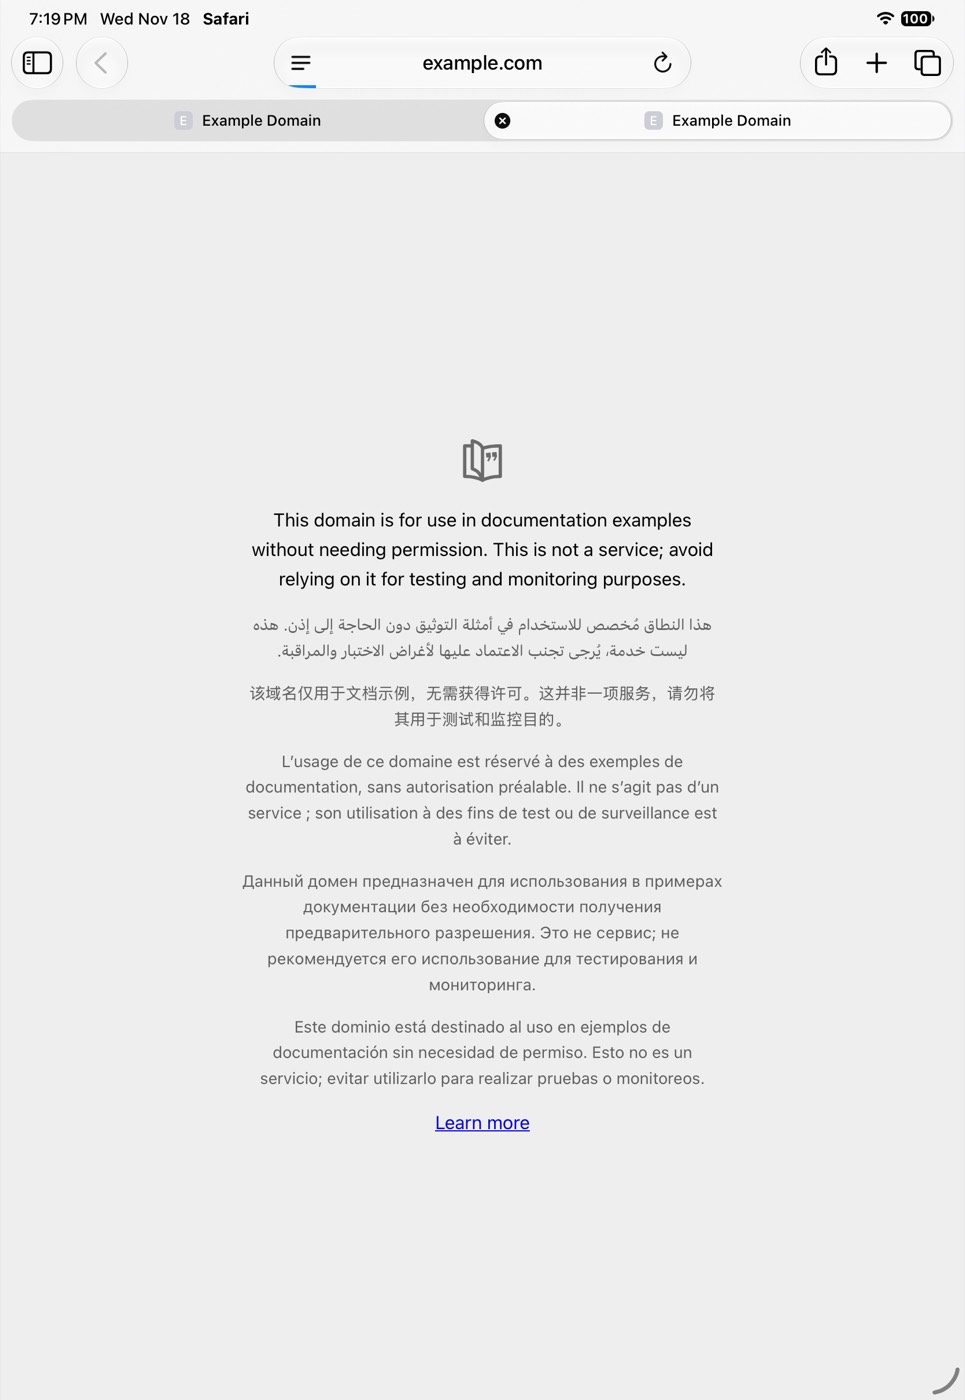 7:19 PM Wed Nov 18 Safari 100
example.com
E Example Domain
E Example Domain
This domain is for use in documentation examples
without needing permission. This is not a service; avoid
relying on it for testing and monitoring purposes.
هذا النطاق مُخصص للاستخدام في أمثلة التوثيق دون الحاجة إلى إذن. هذه
ليست خدمة، يُرجى تجنب الاعتماد عليها لأغراض الاختبار والمراقبة.
该域名仅用于文档示例，无需获得许可。这并非一项服务，请勿将
其用于测试和监控目的。
L’usage de ce domaine est réservé à des exemples de
documentation, sans autorisation préalable. Il ne s’agit pas d’un
service ; son utilisation à des fins de test ou de surveillance est
à éviter.
Данный домен предназначен для использования в примерах
документации без необходимости получения
предварительного разрешения. Это не сервис; не
рекомендуется его использование для тестирования и
мониторинга.
Este dominio está destinado al uso en ejemplos de
documentación sin necesidad de permiso. Esto no es un
servicio; evitar utilizarlo para realizar pruebas o monitoreos.
Learn more